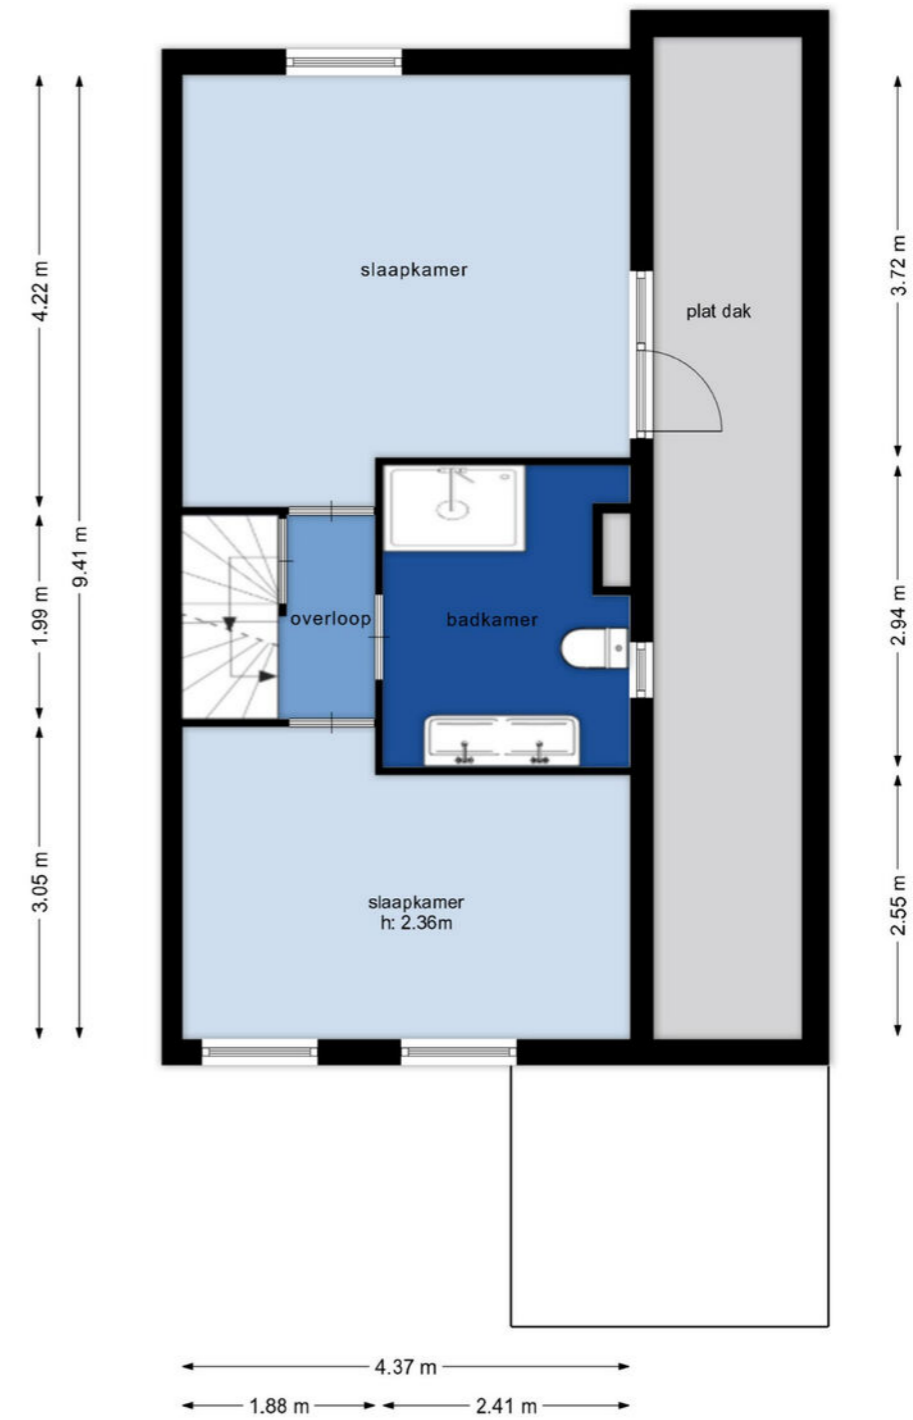 slaapkamer
plat dak
overloop
badkamer
slaapkamer
h: 2.36m
4.22 m
1.99 m
3.05 m
9.41 m
3.72 m
2.94 m
2.55 m
4.37 m
1.88 m
2.41 m